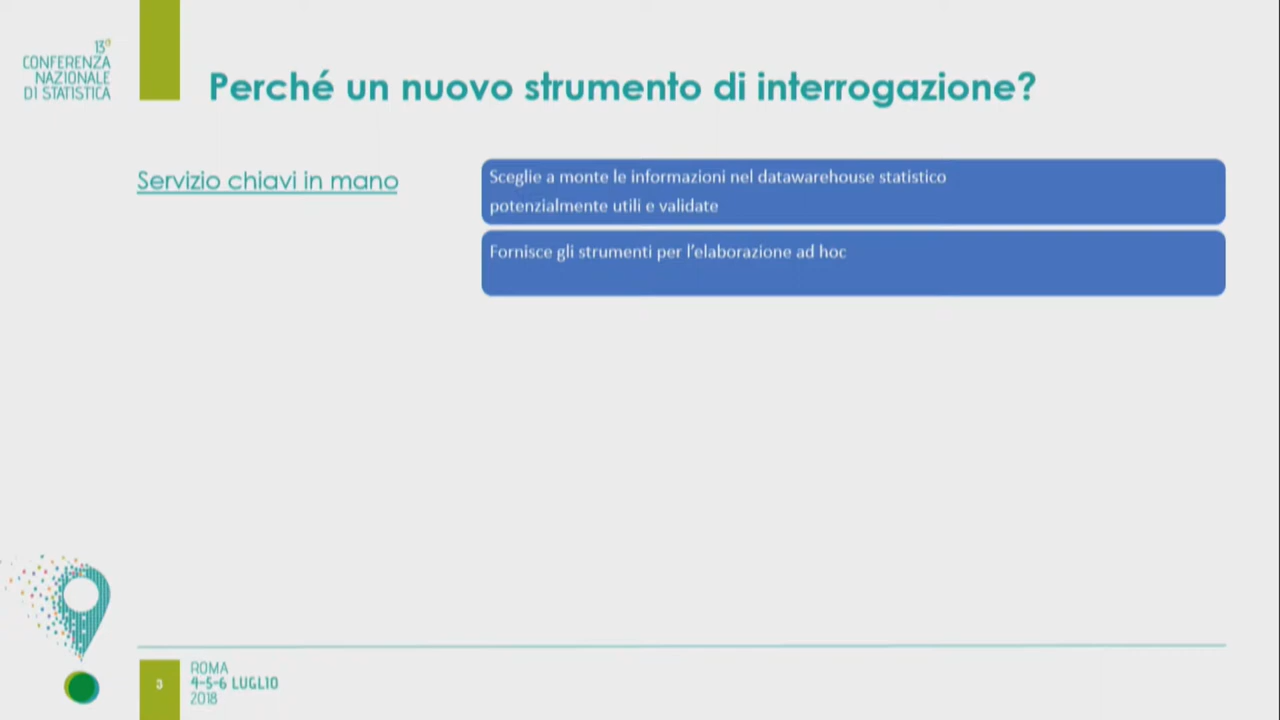 13ª
CONFERENZA
NAZIONALE
DI STATISTICA
Perché un nuovo strumento di interrogazione?
Servizio chiavi in mano
Sceglie a monte le informazioni nel datawarehouse statistico
potenzialmente utili e validate
Fornisce gli strumenti per l’elaborazione ad hoc
3
ROMA
4-5-6 LUGLIO
2018